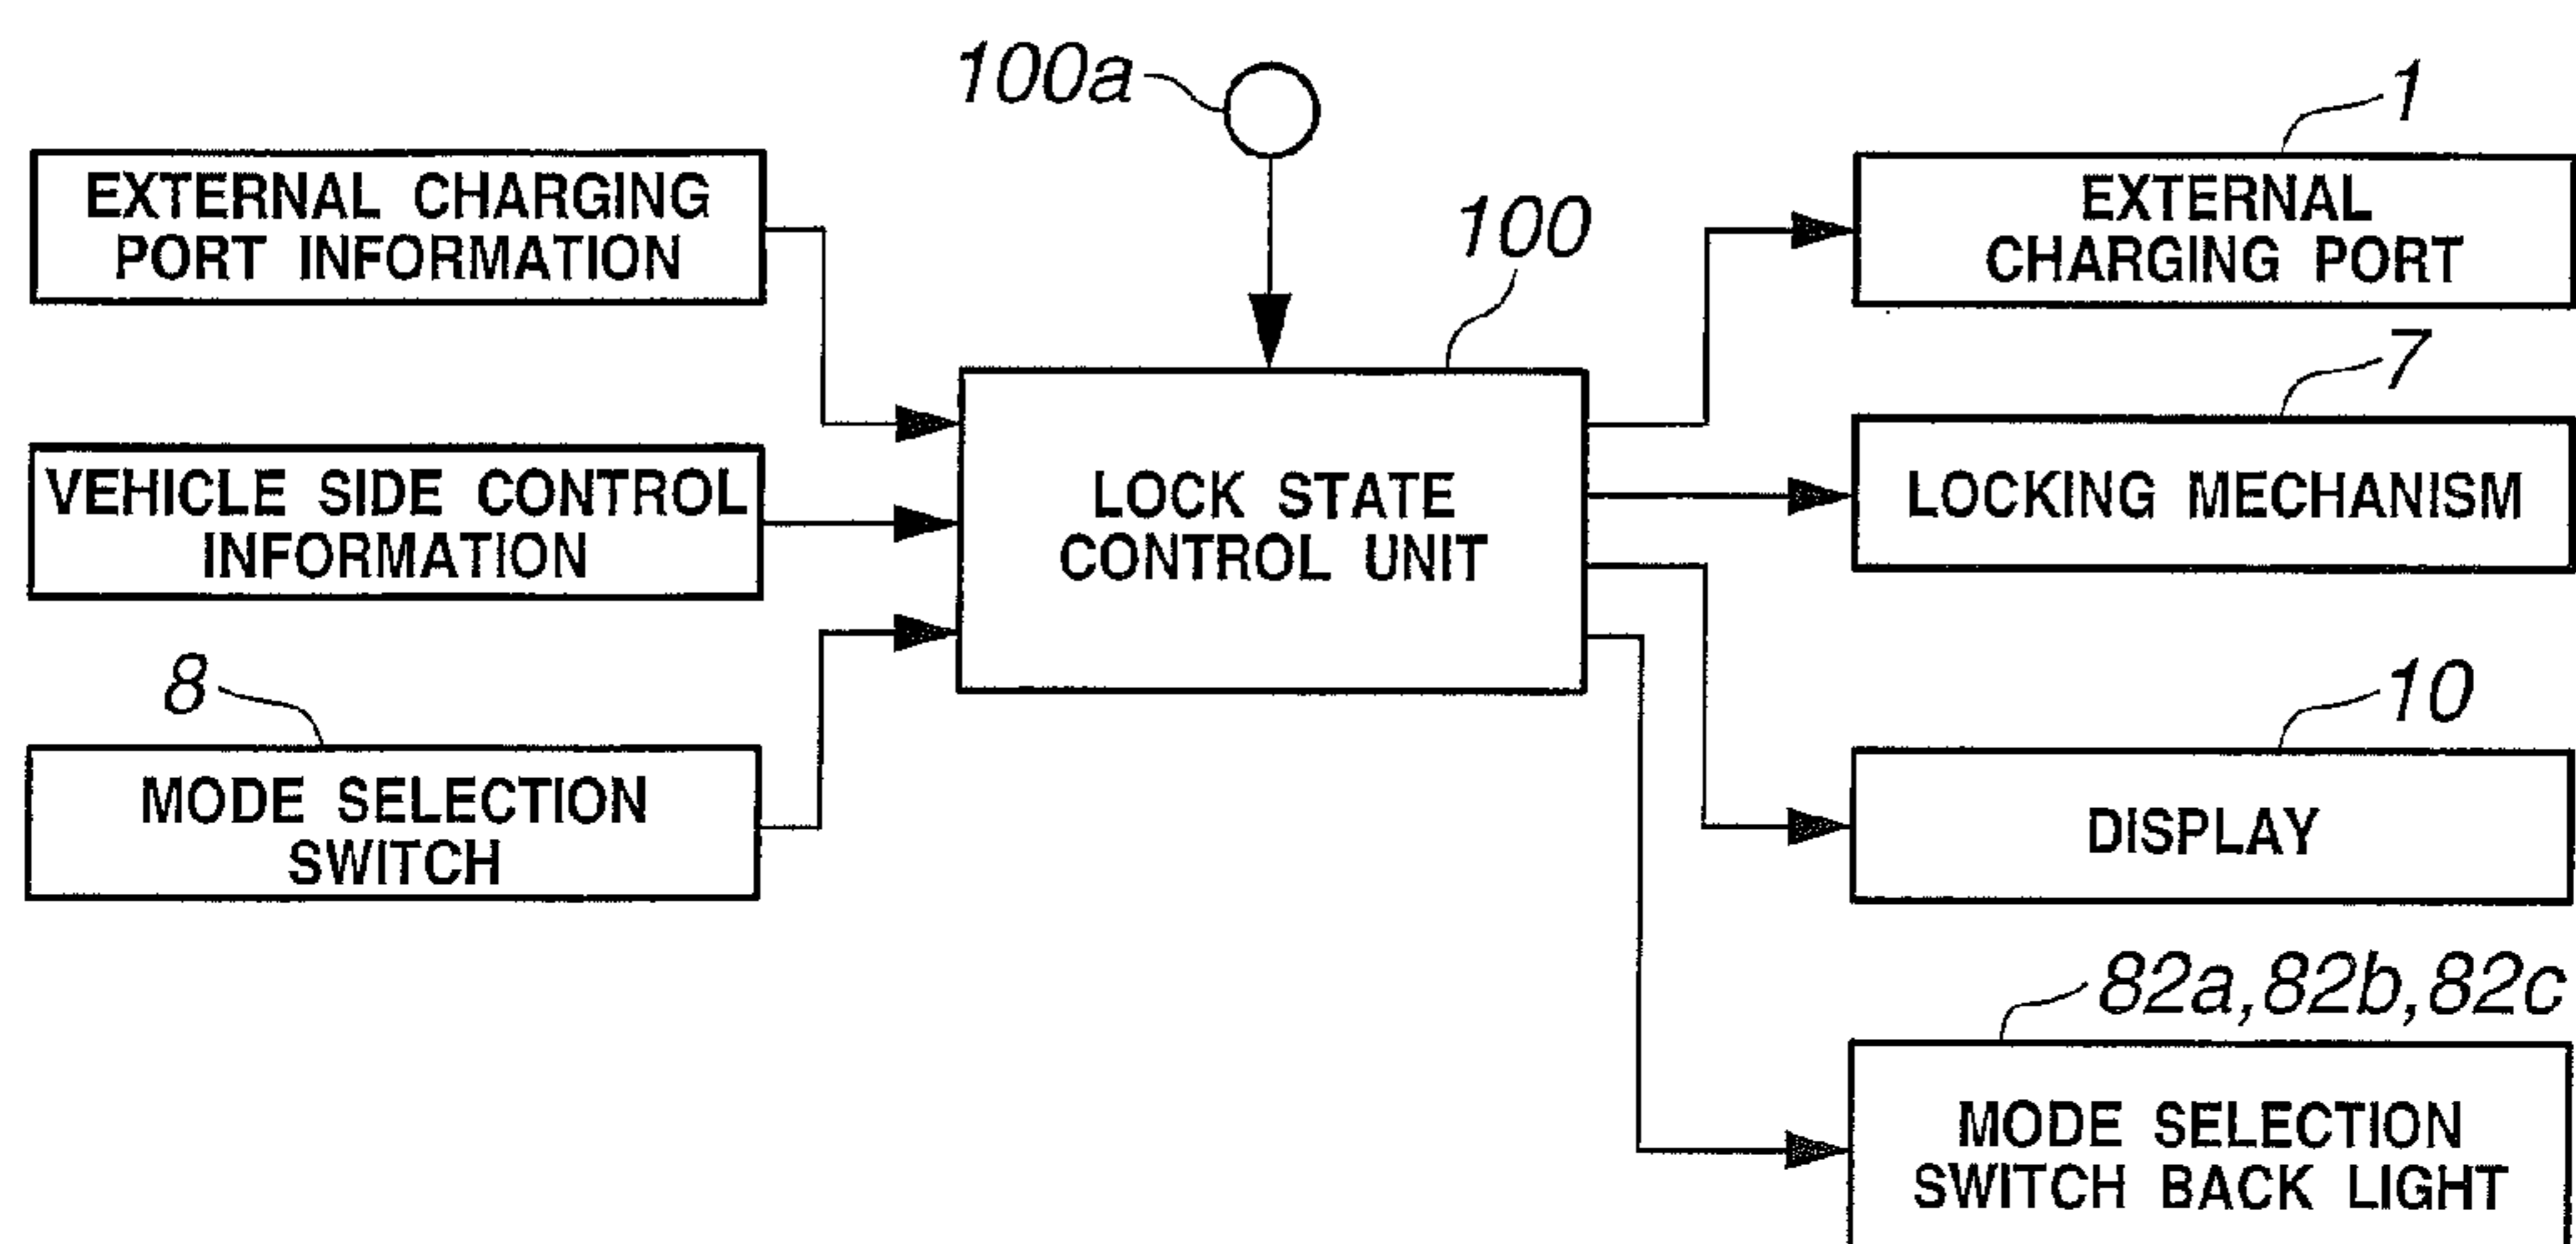 100a
1
EXTERNAL CHARGING
PORT INFORMATION
100
EXTERNAL
CHARGING PORT
7
VEHICLE SIDE CONTROL
INFORMATION
LOCK STATE
CONTROL UNIT
LOCKING MECHANISM
8
10
MODE SELECTION
SWITCH
DISPLAY
82a,82b,82c
MODE SELECTION
SWITCH BACK LIGHT